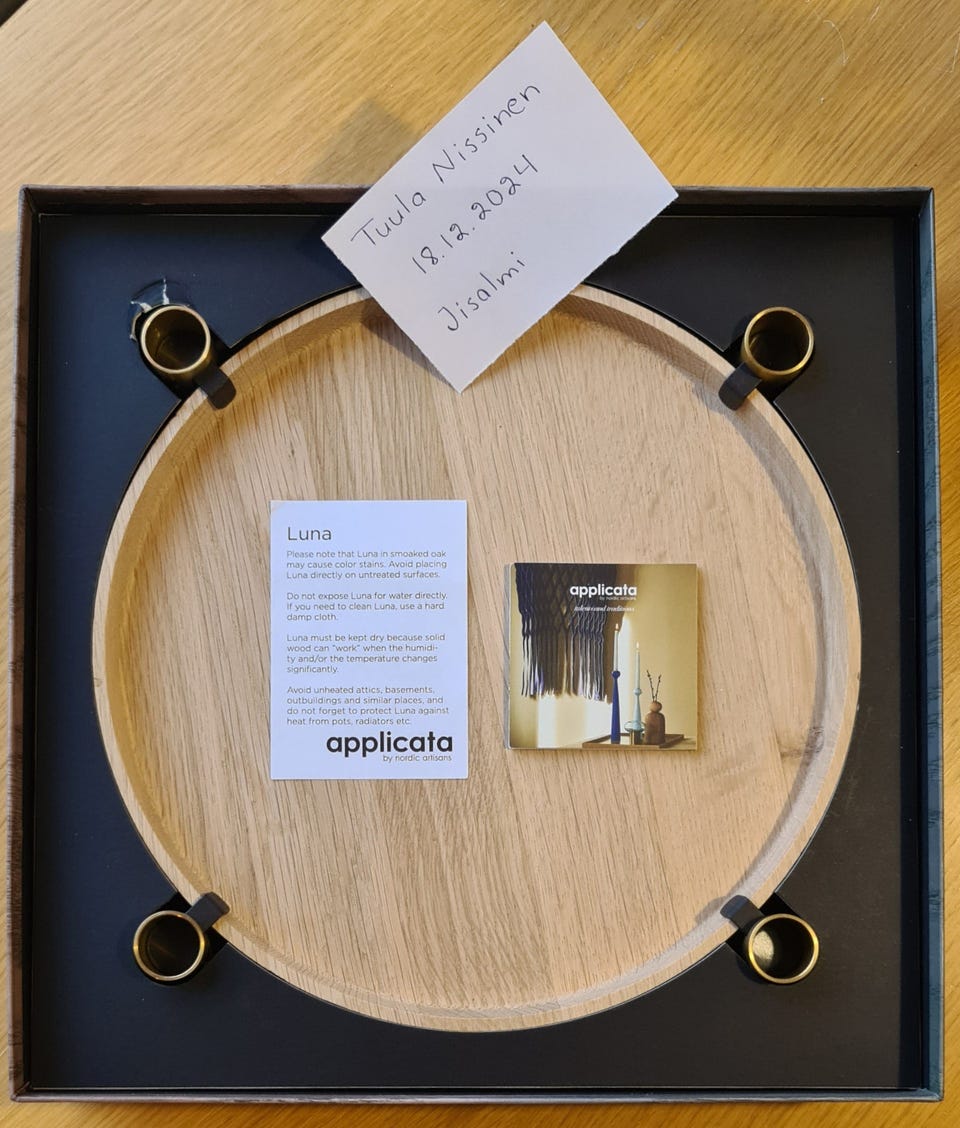 Tuula Nissinen
18.12.2024
Jisalmi
Luna
Please note that Luna in smoaked oak
may cause color stains. Avoid placing
Luna directly on untreated surfaces.
Do not expose Luna for water directly.
If you need to clean Luna, use a hard
damp cloth.
Luna must be kept dry because solid
wood can "work" when the humidi-
ty and/or the temperature changes
significantly.
Avoid unheated attics, basements,
outbuildings and similar places, and
do not forget to protect Luna against
heat from pots, radiators etc.
applicata
by nordic artisans
applicata
by nordic artisans
talents and traditions